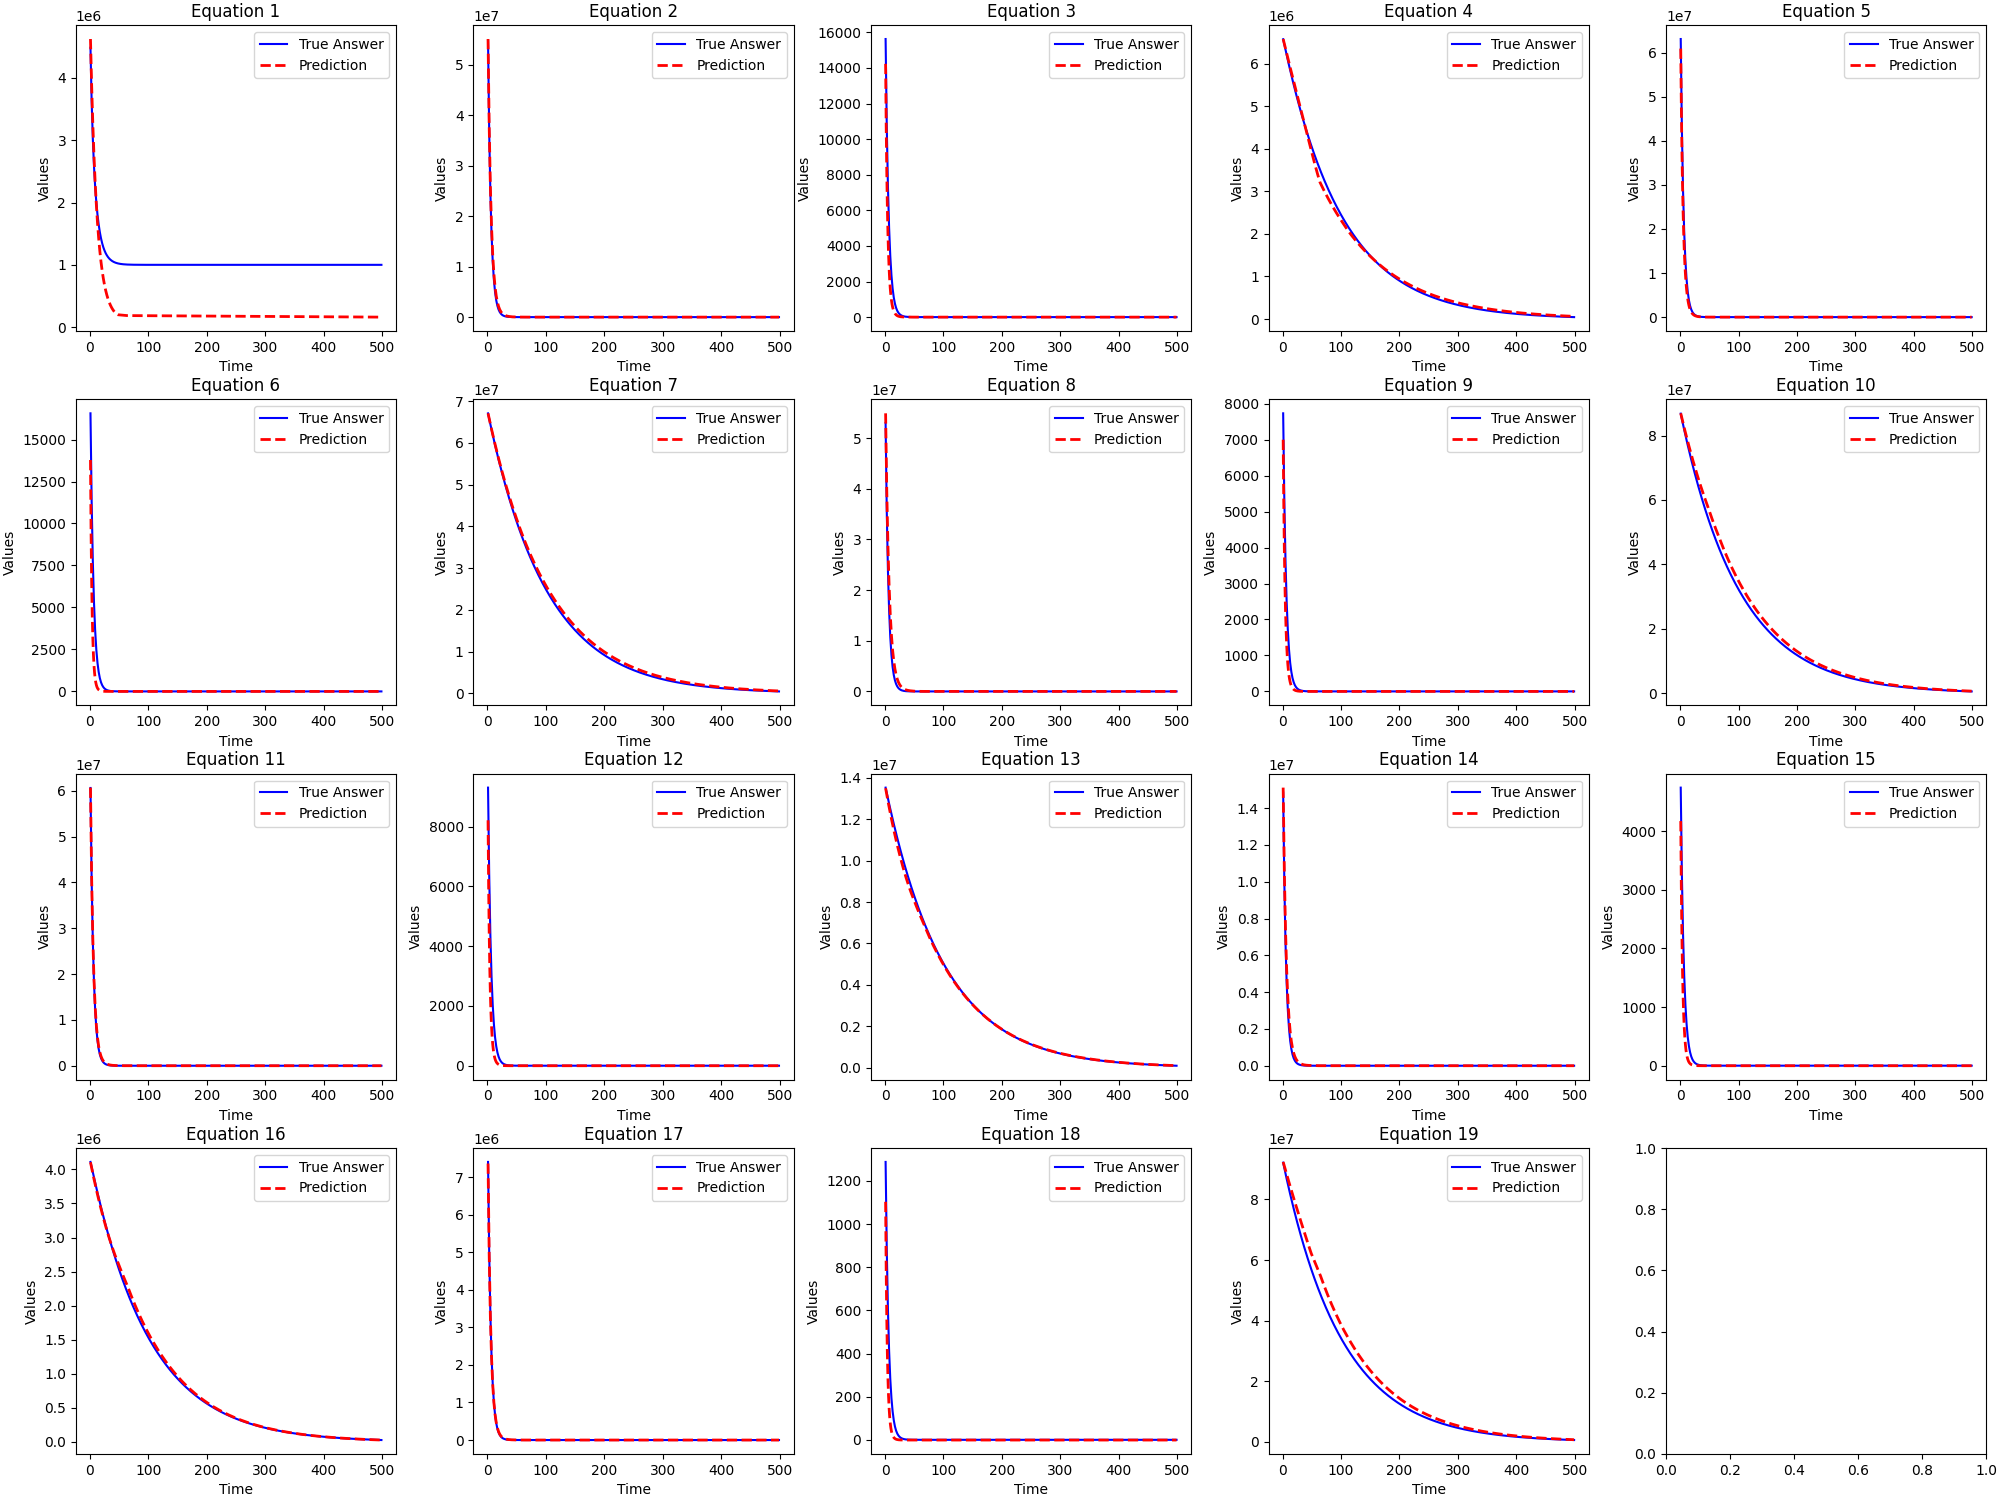 Equation 1
1e6
True Answer
Prediction
4
3
2
1
0
Values
0 100 200 300 400 500
Time
Equation 2
1e7
True Answer
Prediction
5
4
3
2
1
0
Values
0 100 200 300 400 500
Time
Equation 3
True Answer
Prediction
16000
14000
12000
10000
8000
6000
4000
2000
0
Values
0 100 200 300 400 500
Time
Equation 4
1e6
True Answer
Prediction
6
5
4
3
2
1
0
Values
0 100 200 300 400 500
Time
Equation 5
1e7
True Answer
Prediction
6
5
4
3
2
1
0
Values
0 100 200 300 400 500
Time
Equation 6
True Answer
Prediction
15000
12500
10000
7500
5000
2500
0
Values
0 100 200 300 400 500
Time
Equation 7
1e7
True Answer
Prediction
7
6
5
4
3
2
1
0
Values
0 100 200 300 400 500
Time
Equation 8
1e7
True Answer
Prediction
5
4
3
2
1
0
Values
0 100 200 300 400 500
Time
Equation 9
True Answer
Prediction
8000
7000
6000
5000
4000
3000
2000
1000
0
Values
0 100 200 300 400 500
Time
Equation 10
1e7
True Answer
Prediction
8
6
4
2
0
Values
0 100 200 300 400 500
Time
Equation 11
1e7
True Answer
Prediction
6
5
4
3
2
1
0
Values
0 100 200 300 400 500
Time
Equation 12
True Answer
Prediction
8000
6000
4000
2000
0
Values
0 100 200 300 400 500
Time
Equation 13
1e7
True Answer
Prediction
1.4
1.2
1.0
0.8
0.6
0.4
0.2
0.0
Values
0 100 200 300 400 500
Time
Equation 14
1e7
True Answer
Prediction
1.4
1.2
1.0
0.8
0.6
0.4
0.2
0.0
Values
0 100 200 300 400 500
Time
Equation 15
True Answer
Prediction
4000
3000
2000
1000
0
Values
0 100 200 300 400 500
Time
Equation 16
1e6
True Answer
Prediction
4.0
3.5
3.0
2.5
2.0
1.5
1.0
0.5
0.0
Values
0 100 200 300 400 500
Time
Equation 17
1e6
True Answer
Prediction
7
6
5
4
3
2
1
0
Values
0 100 200 300 400 500
Time
Equation 18
True Answer
Prediction
1200
1000
800
600
400
200
0
Values
0 100 200 300 400 500
Time
Equation 19
1e7
True Answer
Prediction
8
6
4
2
0
Values
0 100 200 300 400 500
Time
1.0
0.8
0.6
0.4
0.2
0.0
0.0 0.2 0.4 0.6 0.8 1.0